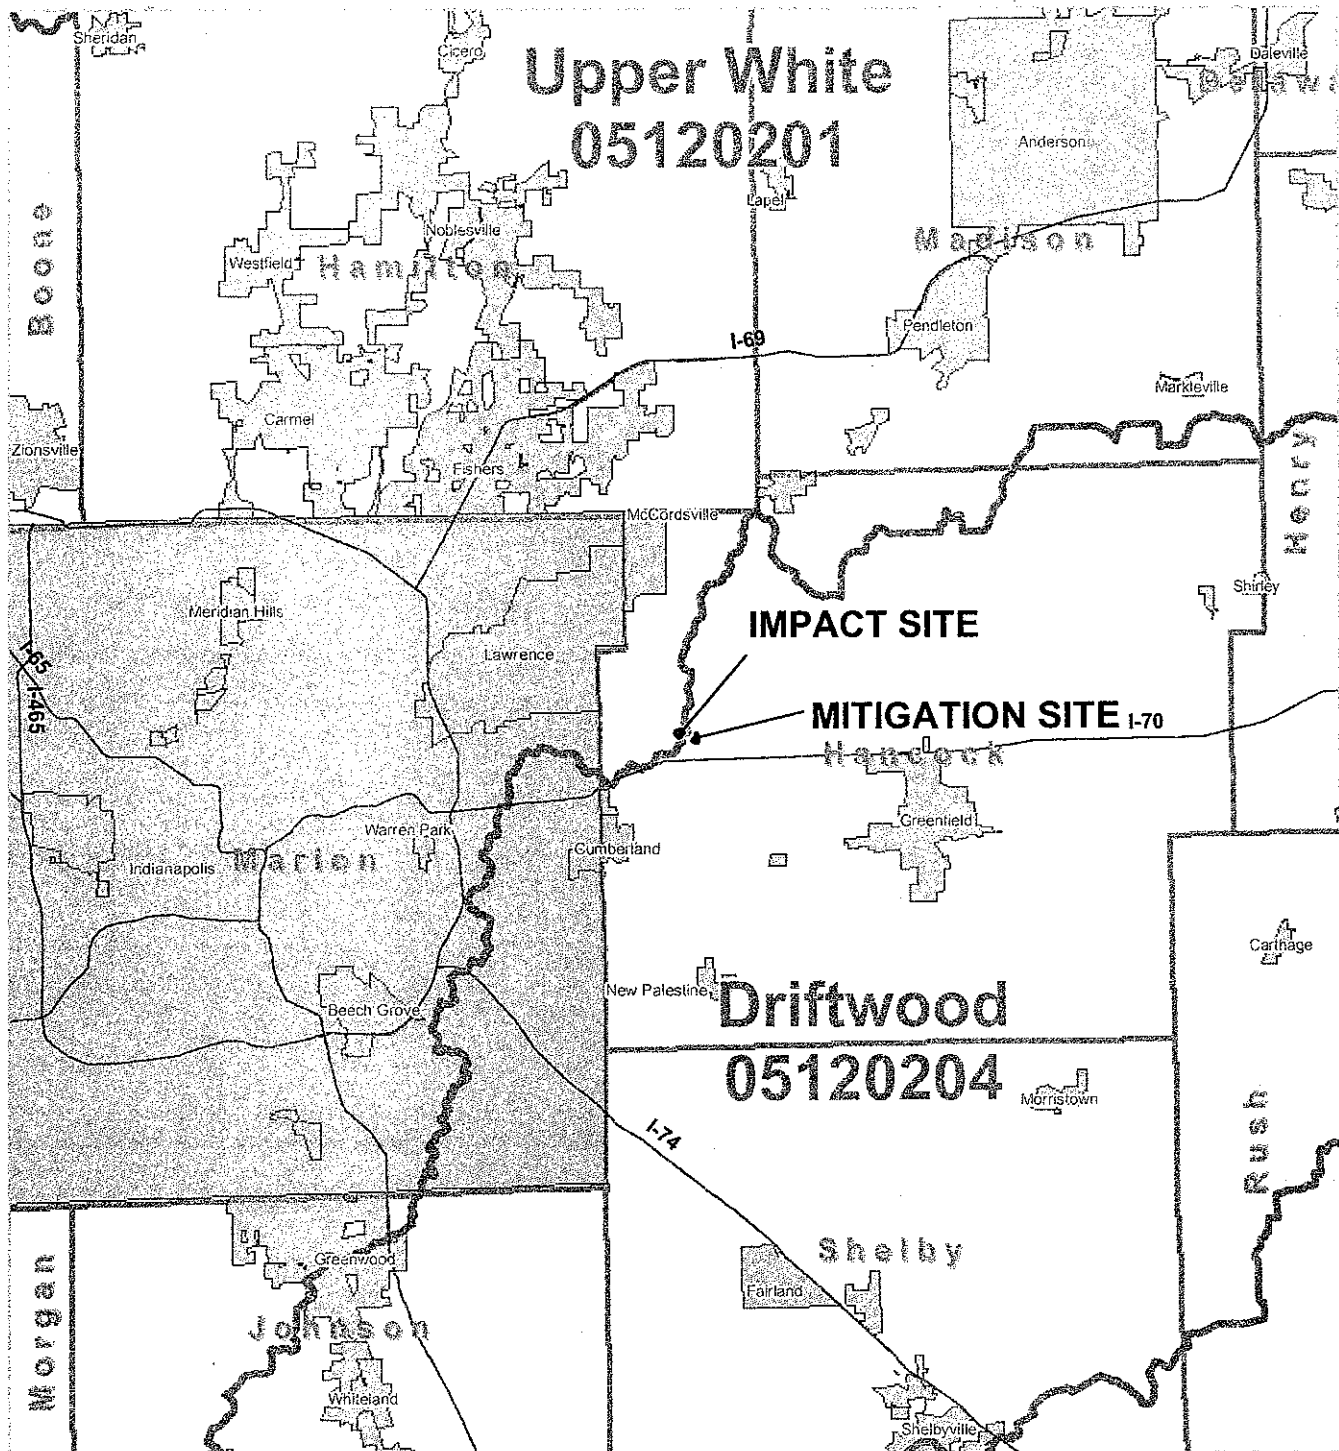 Sheridan
Cicero
Upper White
05120201
Daleville
Anderson
Boone
Lapel
Noblesville
Madison
Westfield
Hamilton
Pendleton
I-69
Markleville
Carmel
Zionsville
Fishers
Henry
McCordsville
Meridian Hills
Shirley
IMPACT SITE
Lawrence
I-65
I-465
MITIGATION SITE
I-70
Hancock
Greenfield
Warren Park
Cumberland
Indianapolis
Marion
Carthage
New Palestine
Driftwood
05120204
Beech Grove
Morristown
I-74
Rush
Shelby
Greenwood
Fairland
Morgan
Johnson
Whiteland
Shelbyville